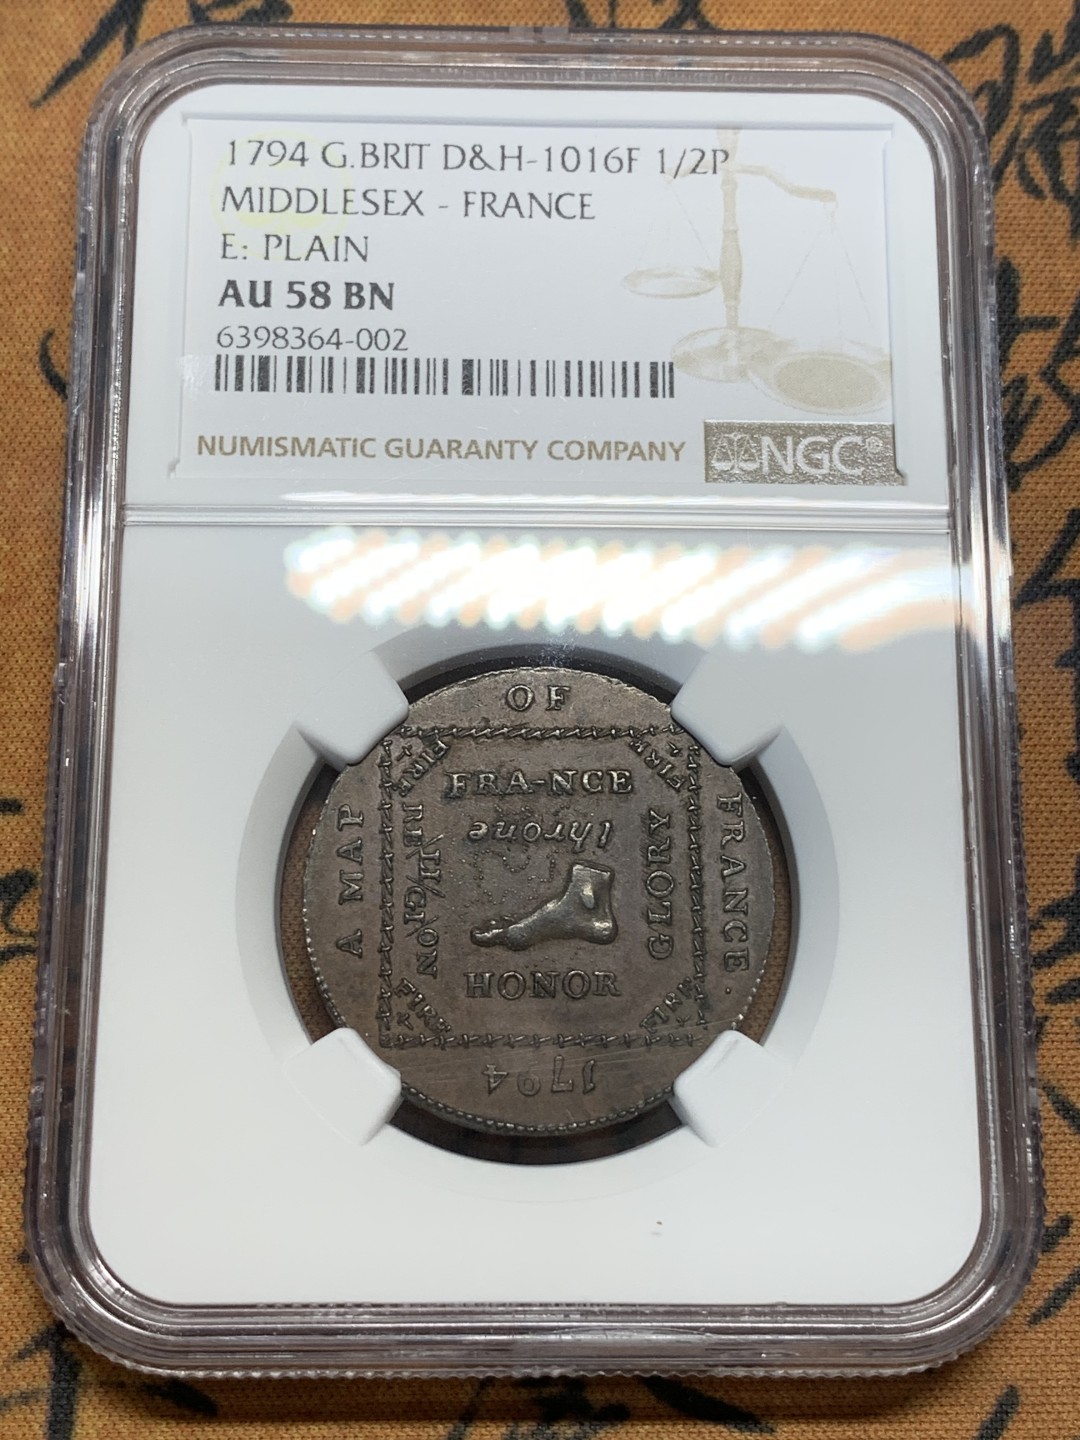 1794 G.BRIT D&H-1016F 1/2P
MIDDLESEX - FRANCE
E: PLAIN
AU 58 BN
6398364-002
NUMISMATIC GUARANTY COMPANY
NGC®
A MAP
OF
FRANCE.
1794
FIRE
FIRE
FRA-NCE
throne
RELIGION
GLORY
HONOR
FIRE
FIRE